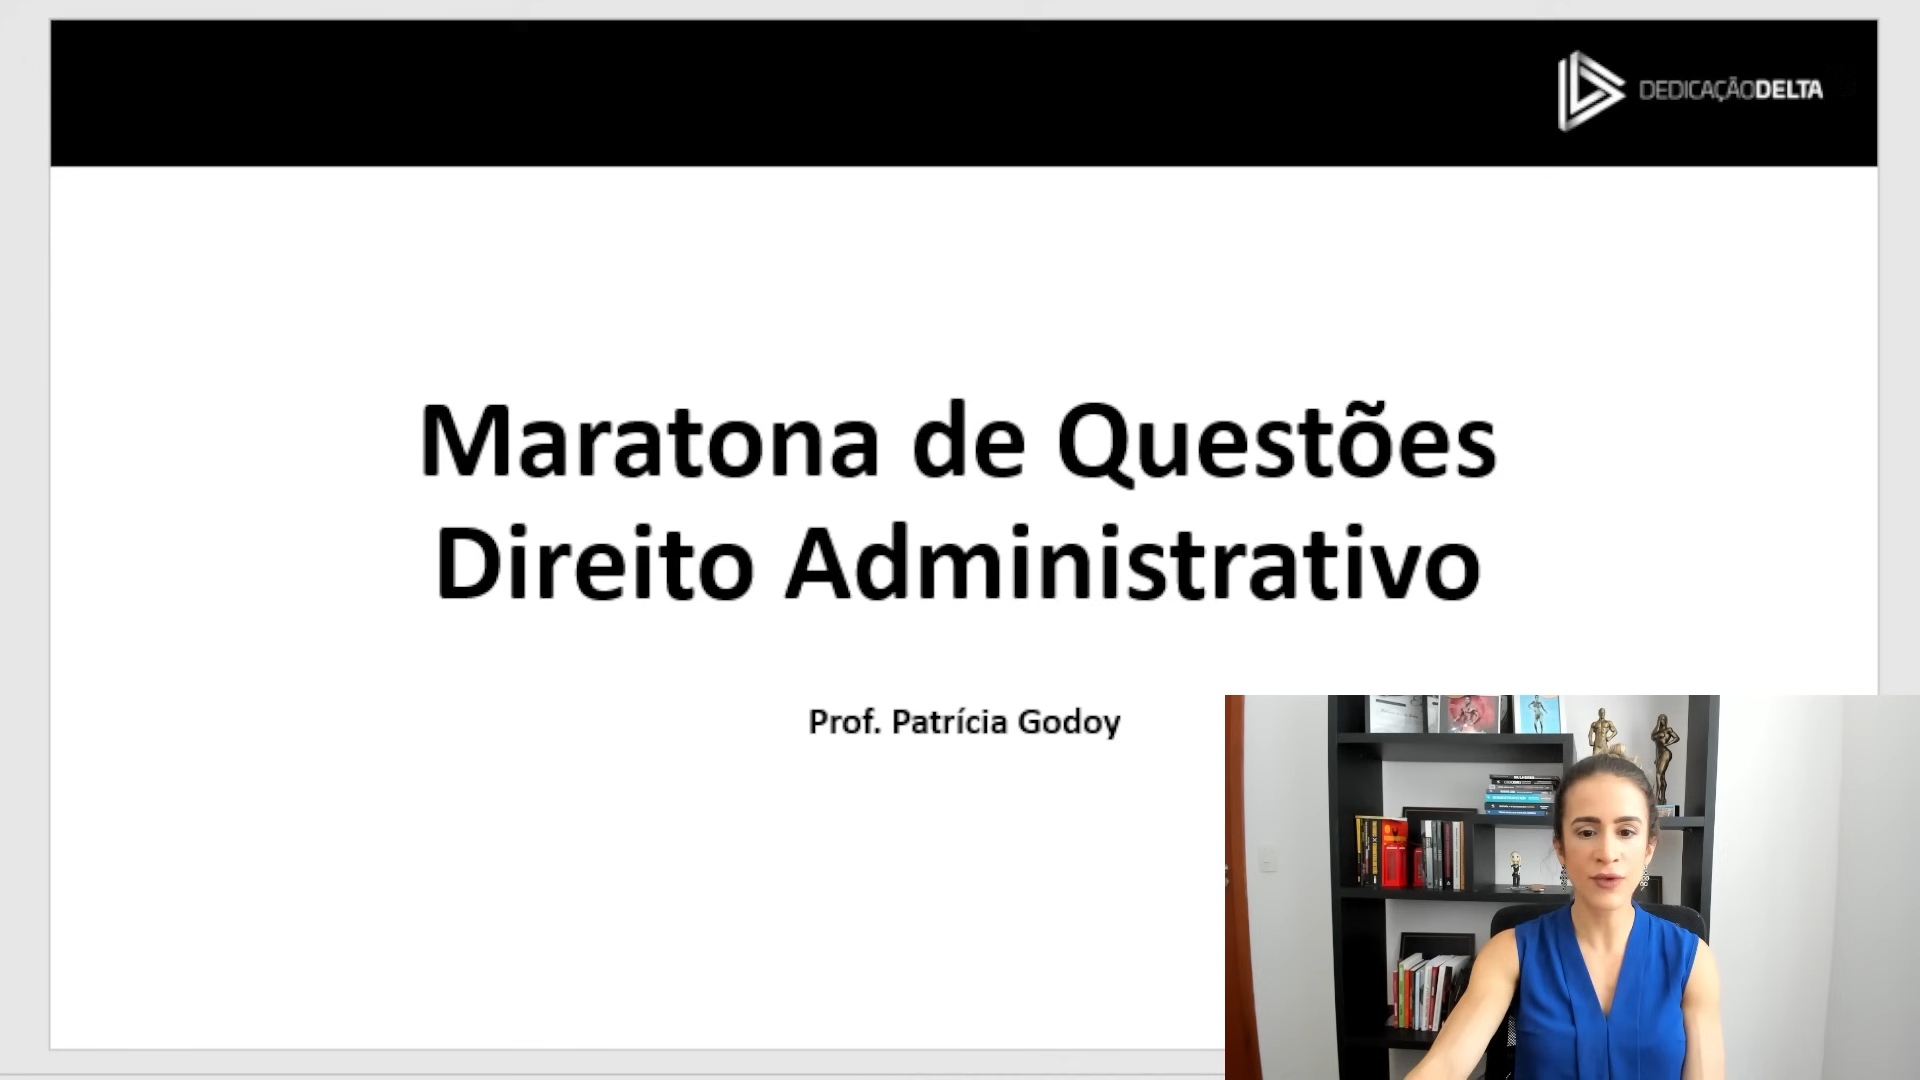 DEDICAÇÃODELTA
Maratona de Questões
Direito Administrativo
Prof. Patrícia Godoy